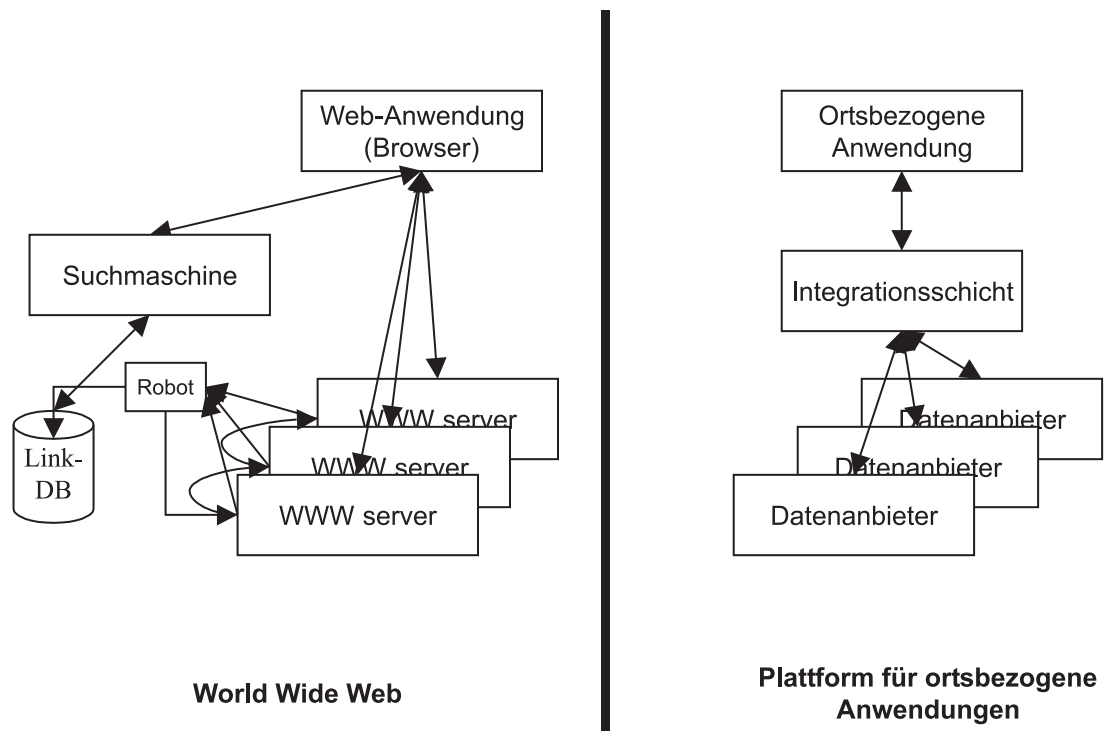 Web-Anwendung
(Browser)
Suchmaschine
Robot
Link-
DB
WWW server
WWW server
WWW server
World Wide Web
Ortsbezogene
Anwendung
Integrationsschicht
Datenanbieter
Datenanbieter
Datenanbieter
Plattform für ortsbezogene
Anwendungen